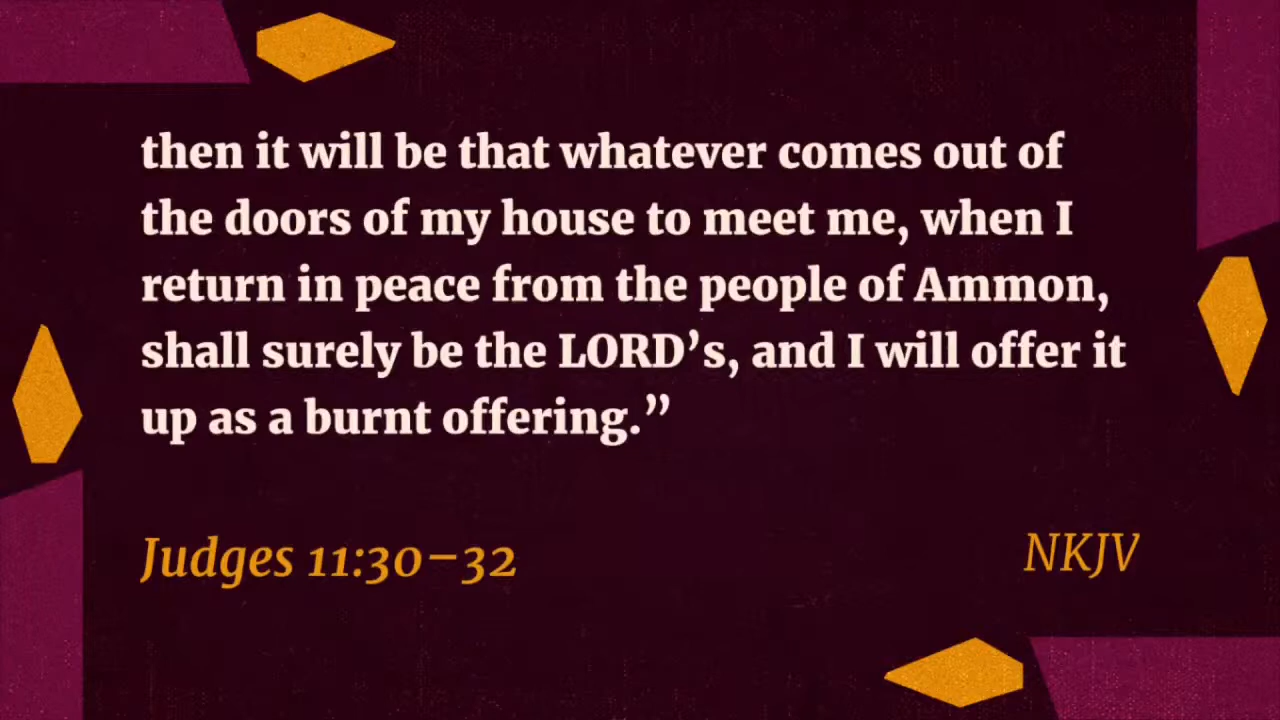 then it will be that whatever comes out of
the doors of my house to meet me, when I
return in peace from the people of Ammon,
shall surely be the LORD’s, and I will offer it
up as a burnt offering.”
Judges 11:30–32
NKJV